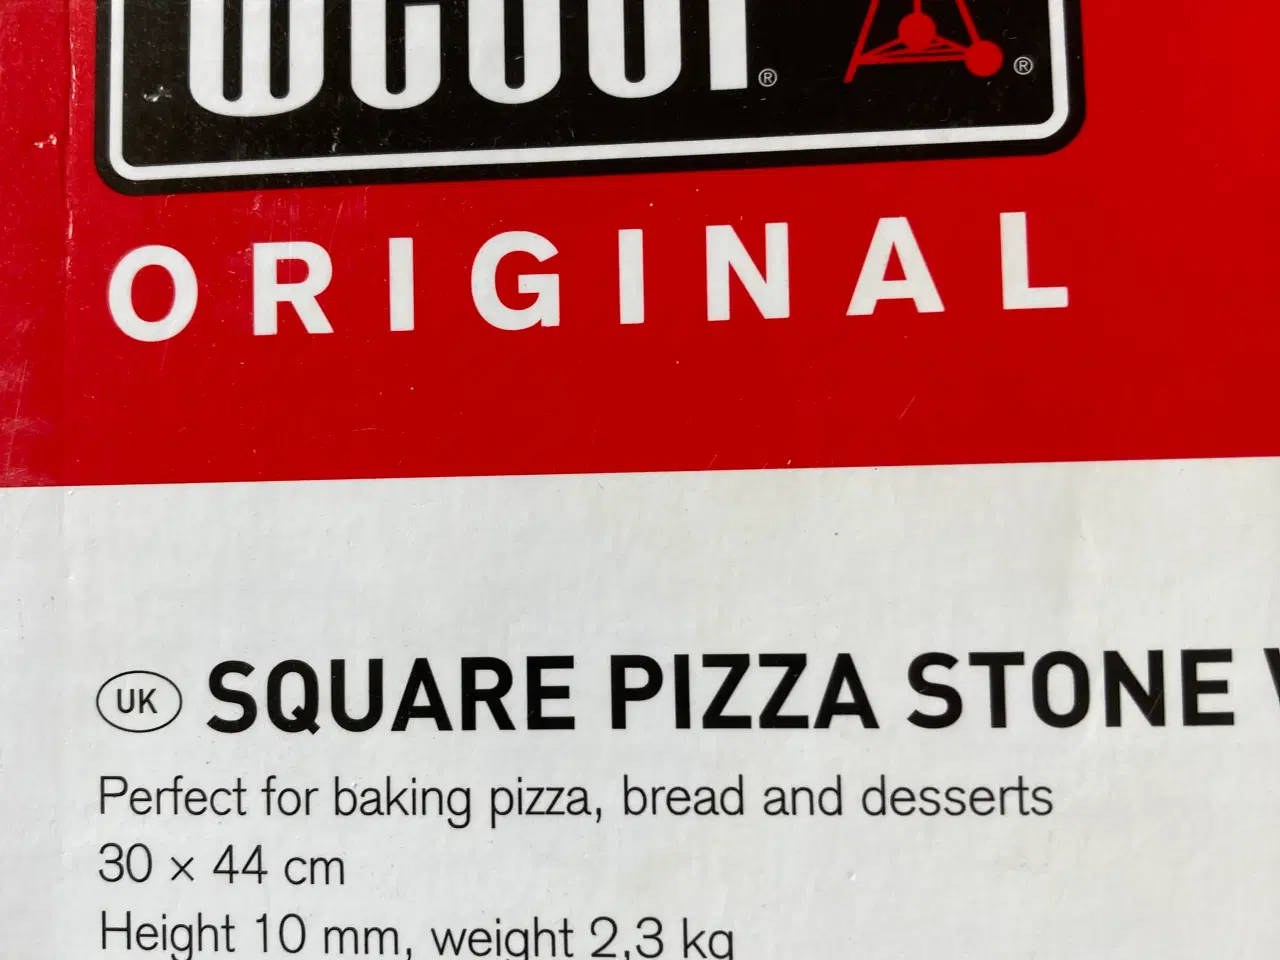 weber®
®
ORIGINAL
UK SQUARE PIZZA STONE
Perfect for baking pizza, bread and desserts
30 × 44 cm
Height 10 mm, weight 2,3 kg